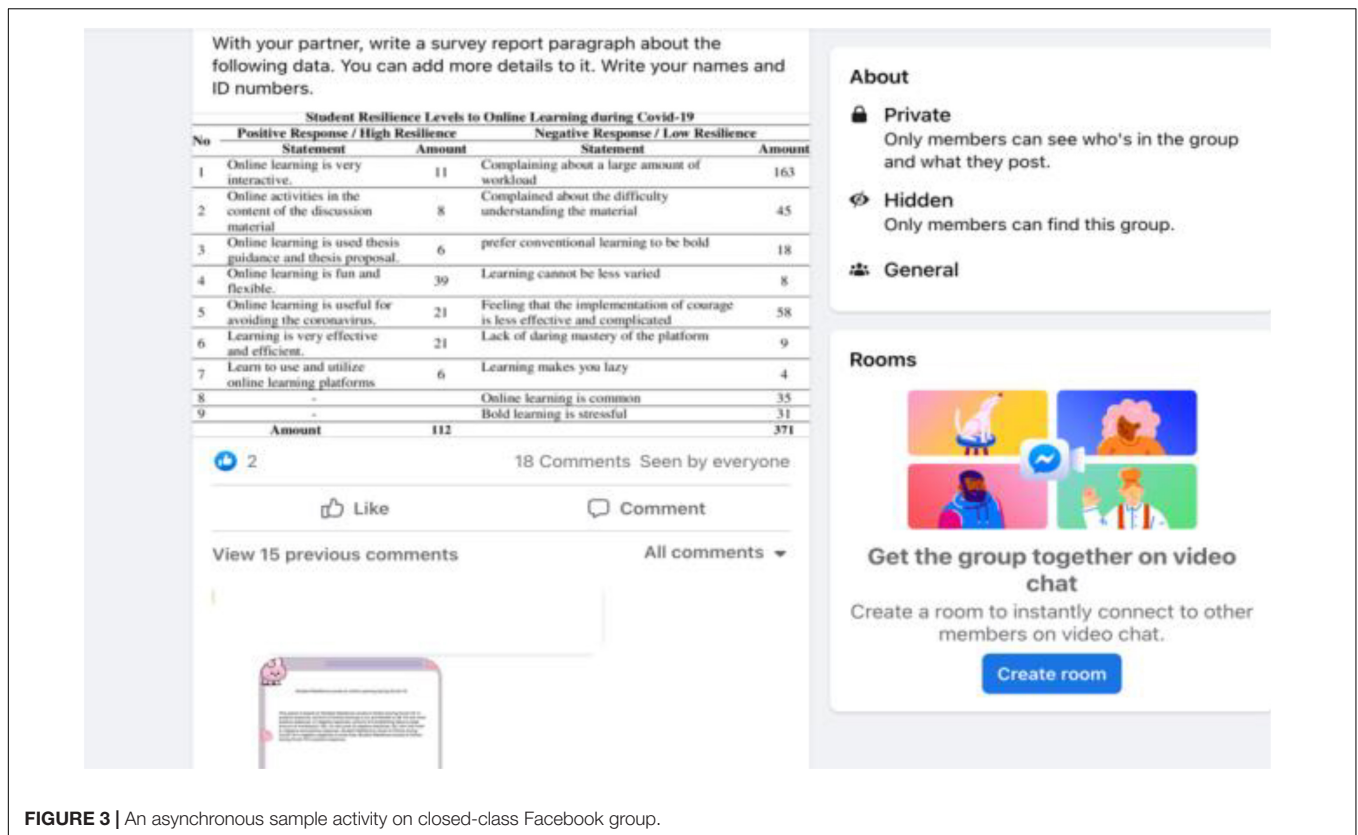 With your partner, write a survey report paragraph about the
following data. You can add more details to it. Write your names and
ID numbers.
Student Resilience Levels to Online Learning during Covid-19
No Positive Response / High Resilience Negative Response / Low Resilience
Statement Amount Statement Amount
1 Online learning is very interactive. 11 Complaining about a large amount of workload 163
2 Online activities in the content of the discussion material 8 Complained about the difficulty understanding the material 45
3 Online learning is used thesis guidance and thesis proposal. 6 prefer conventional learning to be bold 18
4 Online learning is fun and flexible. 39 Learning cannot be less varied 8
5 Online learning is useful for avoiding the coronavirus. 21 Feeling that the implementation of courage is less effective and complicated 58
6 Learning is very effective and efficient. 21 Lack of daring mastery of the platform 9
7 Learn to use and utilize online learning platforms 6 Learning makes you lazy 4
8 - Online learning is common 35
9 - Bold learning is stressful 31
Amount 112 371
2 18 Comments Seen by everyone
Like Comment
View 15 previous comments All comments
About
Private
Only members can see who's in the group
and what they post.
Hidden
Only members can find this group.
General
Rooms
Get the group together on video
chat
Create a room to instantly connect to other
members on video chat.
Create room
FIGURE 3 | An asynchronous sample activity on closed-class Facebook group.